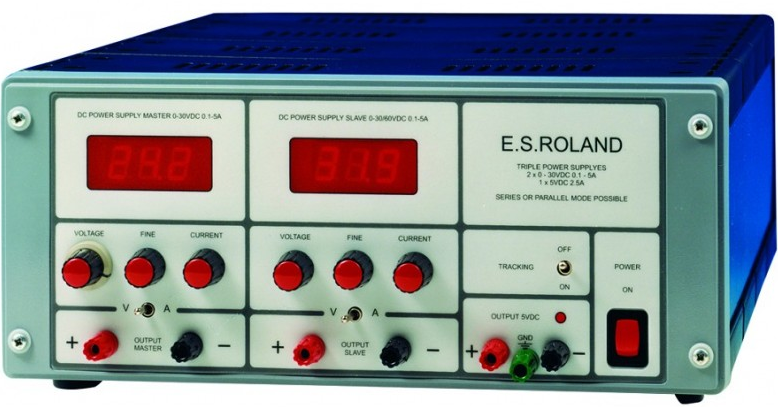 DC POWER SUPPLY MASTER 0-30VDC 0.1-5A
DC POWER SUPPLY SLAVE 0-30/60VDC 0.1-5A
E.S.ROLAND
TRIPLE POWER SUPPLYES
2 x 0 - 30VDC 0.1 - 5A
1 x 5VDC 2.5A
SERIES OR PARALLEL MODE POSSIBLE
24.2
31.9
VOLTAGE FINE CURRENT
VOLTAGE FINE CURRENT
OFF
TRACKING
ON
POWER
ON
V A
V A
+ OUTPUT MASTER -
+ OUTPUT SLAVE -
OUTPUT 5VDC
GND
+ -